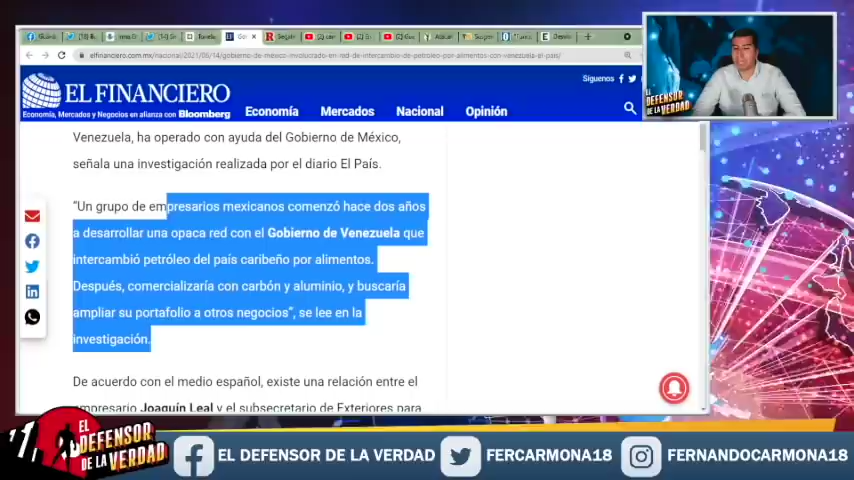 elfinanciero.com.mx/nacional/2021/06/14/gobierno-de-mexico-involucrado-en-red-de-intercambio-de-petroleo-por-alimentos-con-venezuela-el-pais/
EL FINANCIERO
Economía, Mercados y Negocios en alianza con Bloomberg
Economía Mercados Nacional Opinión
Síguenos
Venezuela, ha operado con ayuda del Gobierno de México,
señala una investigación realizada por el diario El País.
“Un grupo de empresarios mexicanos comenzó hace dos años
a desarrollar una opaca red con el Gobierno de Venezuela que
intercambió petróleo del país caribeño por alimentos.
Después, comercializaría con carbón y aluminio, y buscaría
ampliar su portafolio a otros negocios”, se lee en la
investigación.
De acuerdo con el medio español, existe una relación entre el
empresario Joaquín Leal y el subsecretario de Exteriores para
EL
DEFENSOR
DE LA VERDAD
EL
DEFENSOR
DE LA VERDAD
EL DEFENSOR DE LA VERDAD
FERCARMONA18
FERNANDOCARMONA18